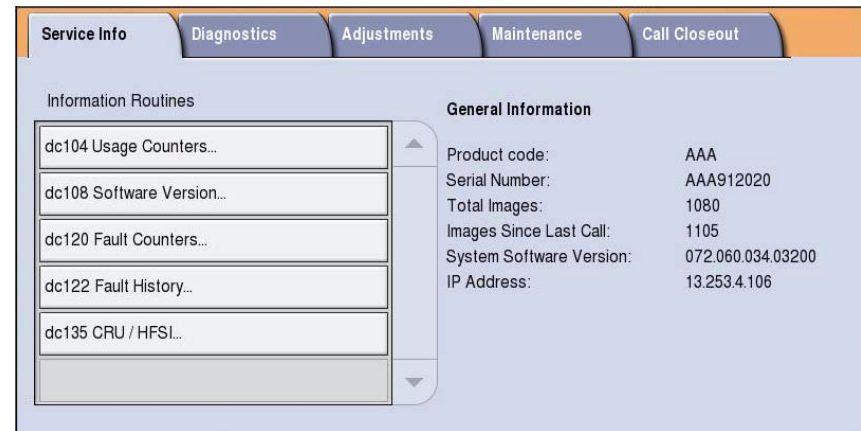 Service Info Diagnostics Adjustments Maintenance Call Closeout
Information Routines
dc104 Usage Counters...
dc108 Software Version...
dc120 Fault Counters...
dc122 Fault History...
dc135 CRU / HFSI...
General Information
Product code: AAA
Serial Number: AAA912020
Total Images: 1080
Images Since Last Call: 1105
System Software Version: 072.060.034.03200
IP Address: 13.253.4.106